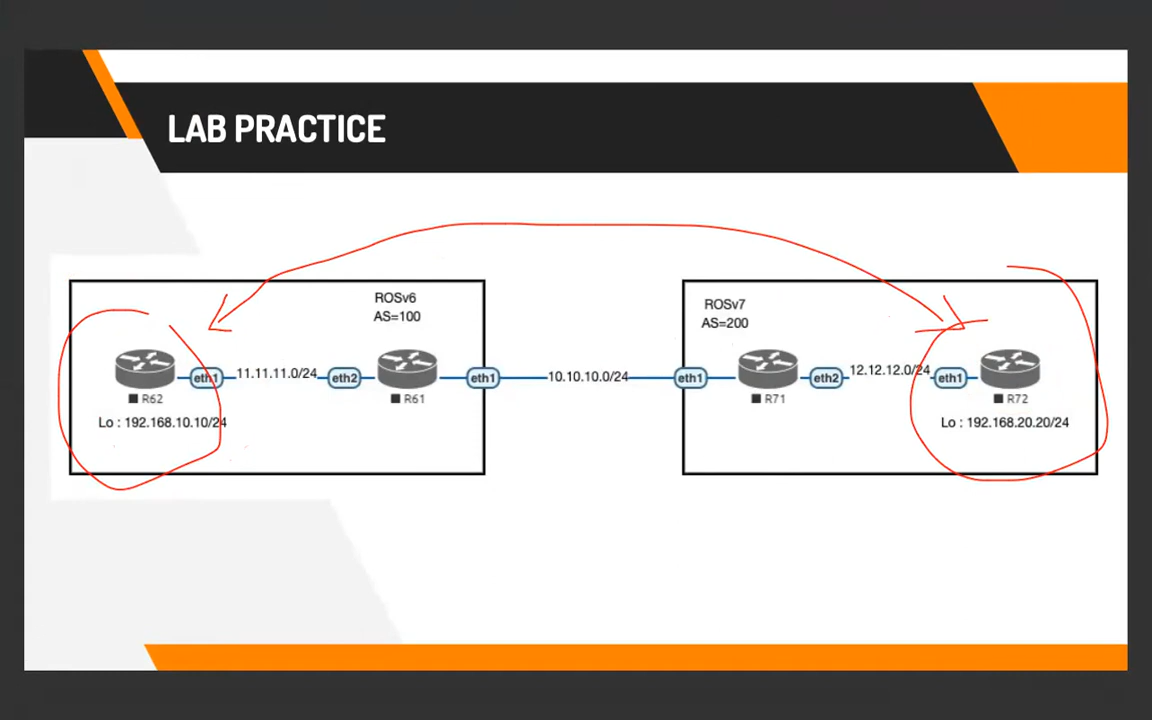 LAB PRACTICE
ROSv6
AS=100
ROSv7
AS=200
eth1
11.11.11.0/24
eth2
eth1
10.10.10.0/24
eth1
eth2
12.12.12.0/24
eth1
R62
R61
R71
R72
Lo : 192.168.10.10/24
Lo : 192.168.20.20/24